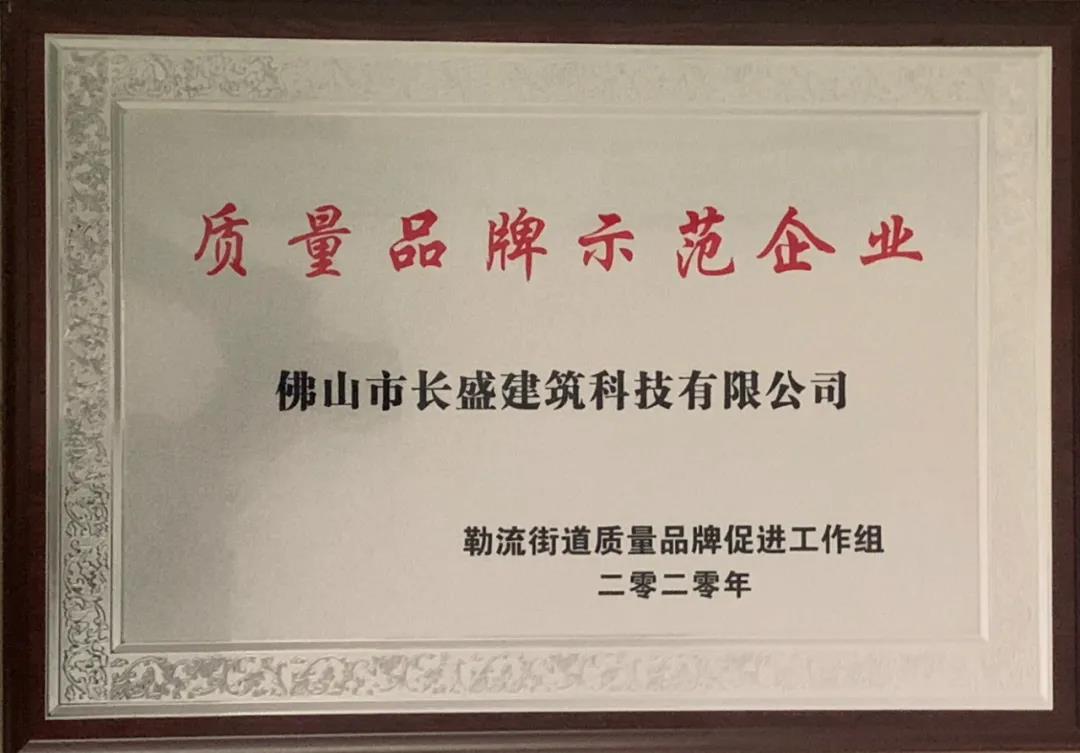 质量品牌示范企业
佛山市长盛建筑科技有限公司
勒流街道质量品牌促进工作组
二零二零年